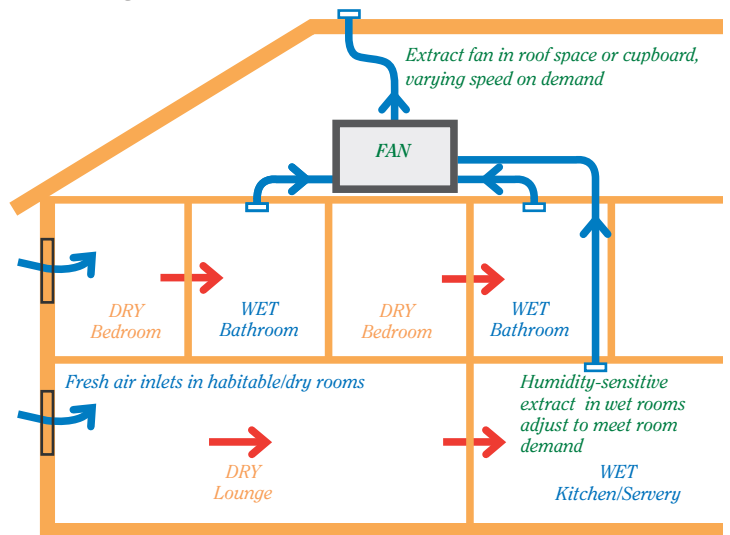 Extract fan in roof space or cupboard,
varying speed on demand
FAN
DRY
Bedroom
WET
Bathroom
DRY
Bedroom
WET
Bathroom
Fresh air inlets in habitable/dry rooms
Humidity-sensitive
extract in wet rooms
adjust to meet room
demand
DRY
Lounge
WET
Kitchen/Servery